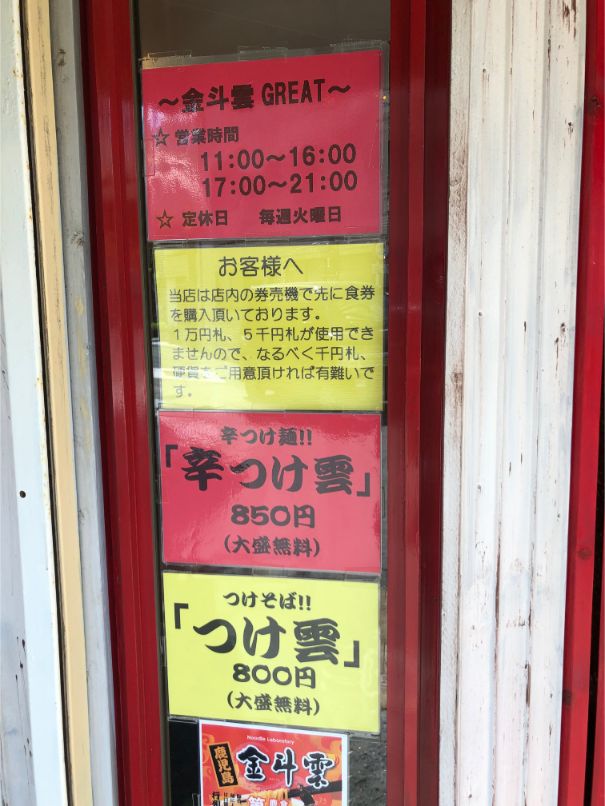 ～金斗雲 GREAT～
☆ 営業時間
11:00～16:00
17:00～21:00
☆ 定休日 毎週火曜日
お客様へ
当店は店内の券売機で先に食券
を購入頂いております。
1万円札、5千円札が使用でき
ませんので、なるべく千円札、
硬貨をご用意頂ければ有難いで
す。
辛つけ麺!!
「辛つけ雲」
850円
(大盛無料)
つけそば!!
「つけ雲」
800円
(大盛無料)
Noodle Laboratory
鹿児島
金斗雲